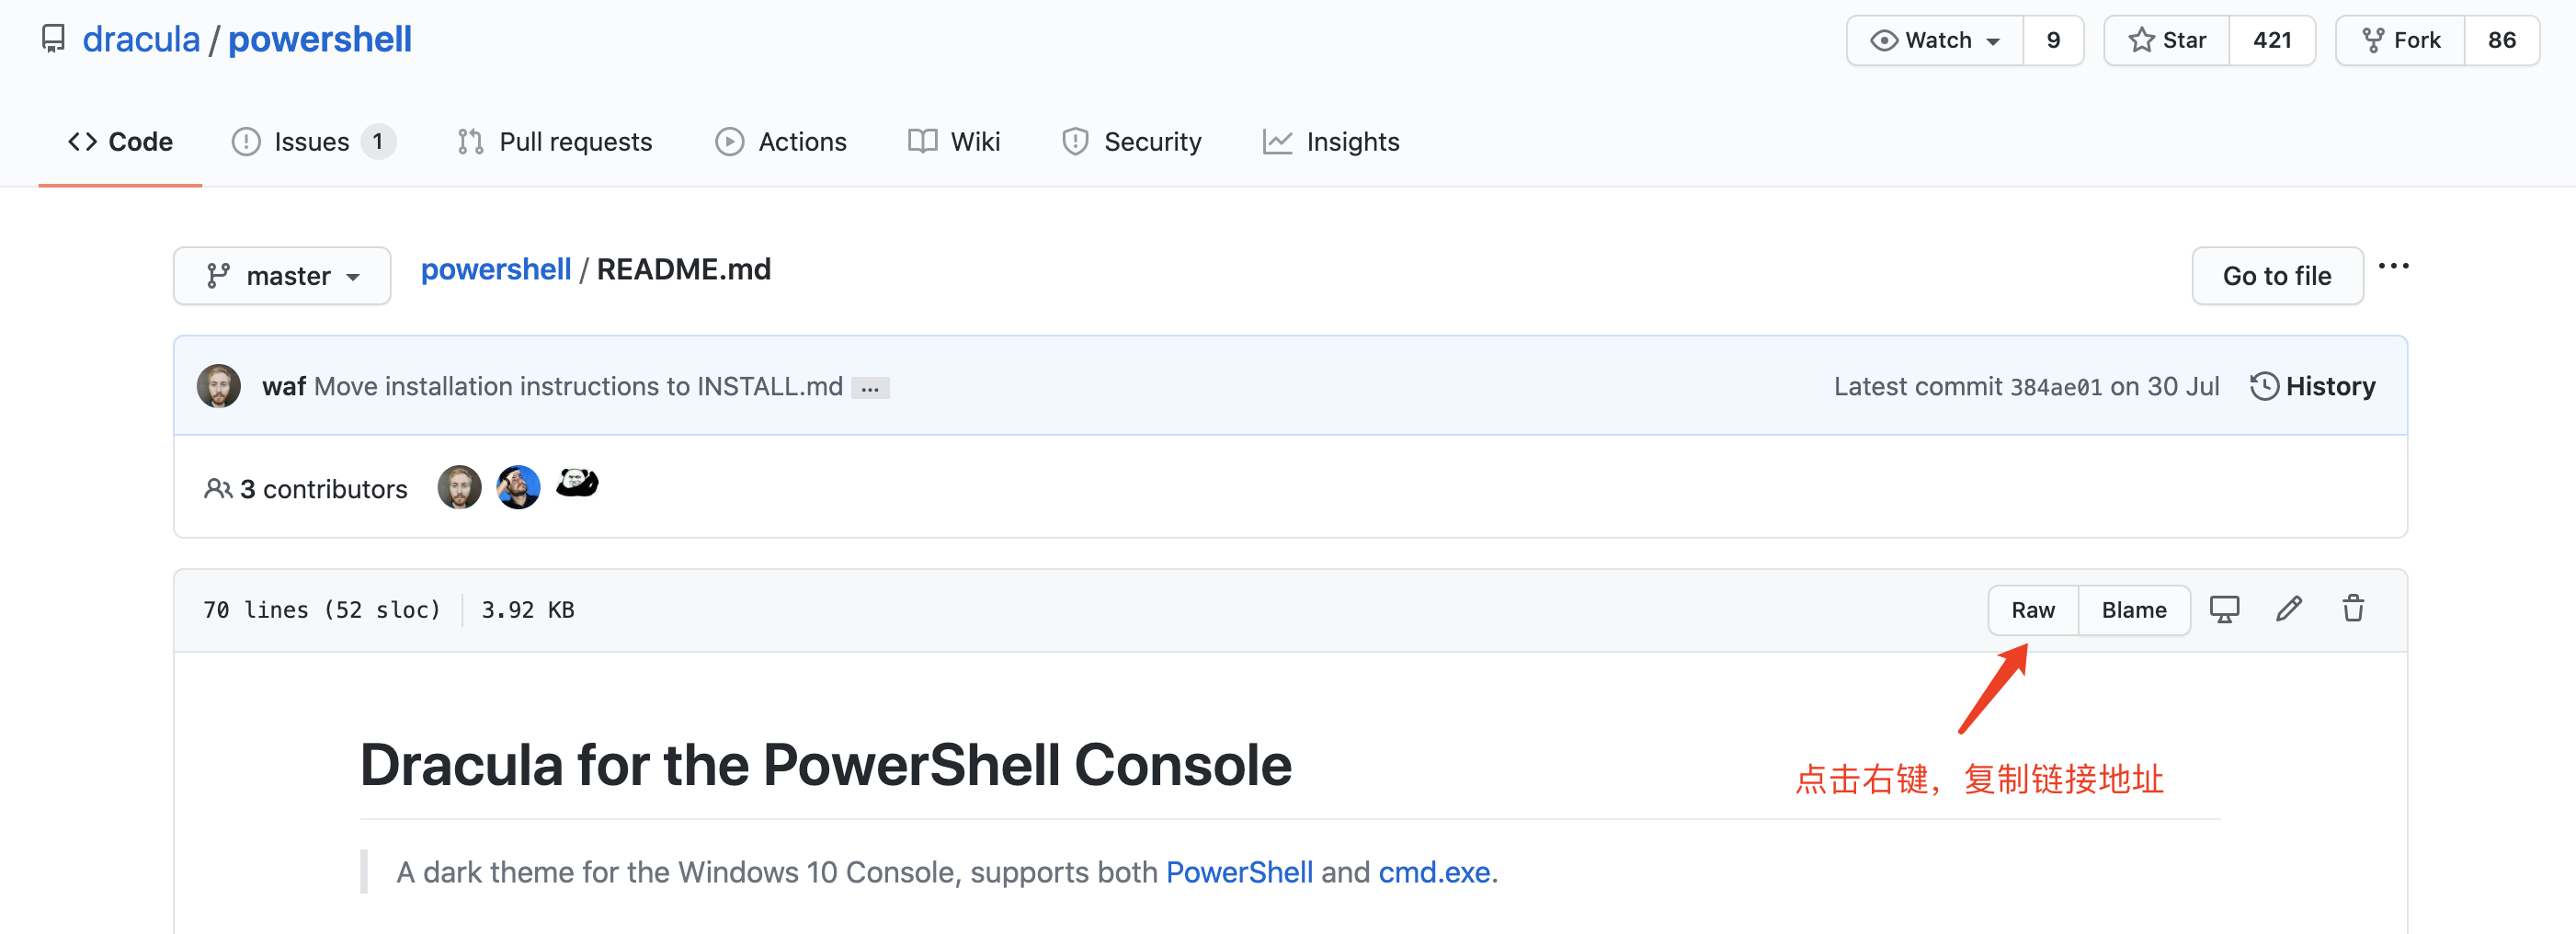 dracula / powershell
Watch 9
Star 421
Fork 86
Code
Issues 1
Pull requests
Actions
Wiki
Security
Insights
master
powershell / README.md
Go to file
...
waf Move installation instructions to INSTALL.md ...
Latest commit 384ae01 on 30 Jul
History
3 contributors
70 lines (52 sloc) 3.92 KB
Raw
Blame
Dracula for the PowerShell Console
点击右键，复制链接地址
A dark theme for the Windows 10 Console, supports both PowerShell and cmd.exe.